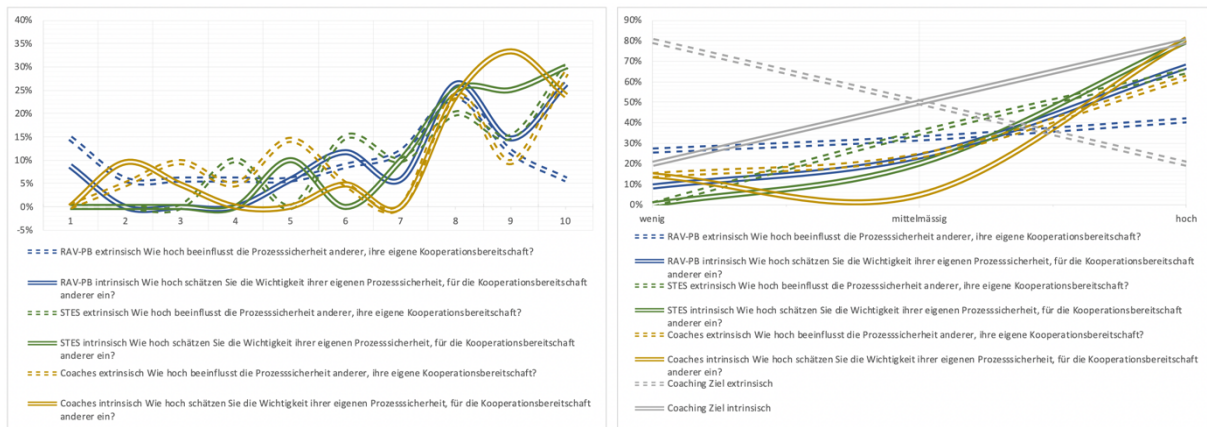 40%
35%
30%
25%
20%
15%
10%
5%
0%
-5%
1 2 3 4 5 6 7 8 9 10
RAV-PB extrinsisch Wie hoch beeinflusst die Prozesssicherheit anderer, ihre eigene Kooperationsbereitschaft?
RAV-PB intrinsisch Wie hoch schätzen Sie die Wichtigkeit ihrer eigenen Prozesssicherheit, für die Kooperationsbereitschaft
anderer ein?
STES extrinsisch Wie hoch beeinflusst die Prozesssicherheit anderer, ihre eigene Kooperationsbereitschaft?
STES intrinsisch Wie hoch schätzen Sie die Wichtigkeit ihrer eigenen Prozesssicherheit, für die Kooperationsbereitschaft
anderer ein?
Coaches extrinsisch Wie hoch beeinflusst die Prozesssicherheit anderer, ihre eigene Kooperationsbereitschaft?
Coaches intrinsisch Wie hoch schätzen Sie die Wichtigkeit ihrer eigenen Prozesssicherheit, für die Kooperationsbereitschaft
anderer ein?
90%
80%
70%
60%
50%
40%
30%
20%
10%
0%
wenig mittelmässig hoch
RAV-PB extrinsisch Wie hoch beeinflusst die Prozesssicherheit anderer, ihre eigene Kooperationsbereitschaft?
RAV-PB intrinsisch Wie hoch schätzen Sie die Wichtigkeit ihrer eigenen Prozesssicherheit, für die Kooperationsbereitschaft
anderer ein?
STES extrinsisch Wie hoch beeinflusst die Prozesssicherheit anderer, ihre eigene Kooperationsbereitschaft?
STES intrinsisch Wie hoch schätzen Sie die Wichtigkeit ihrer eigenen Prozesssicherheit, für die Kooperationsbereitschaft
anderer ein?
Coaches extrinsisch Wie hoch beeinflusst die Prozesssicherheit anderer, ihre eigene Kooperationsbereitschaft?
Coaches intrinsisch Wie hoch schätzen Sie die Wichtigkeit ihrer eigenen Prozesssicherheit, für die Kooperationsbereitschaft
anderer ein?
Coaching Ziel extrinsisch
Coaching Ziel intrinsisch